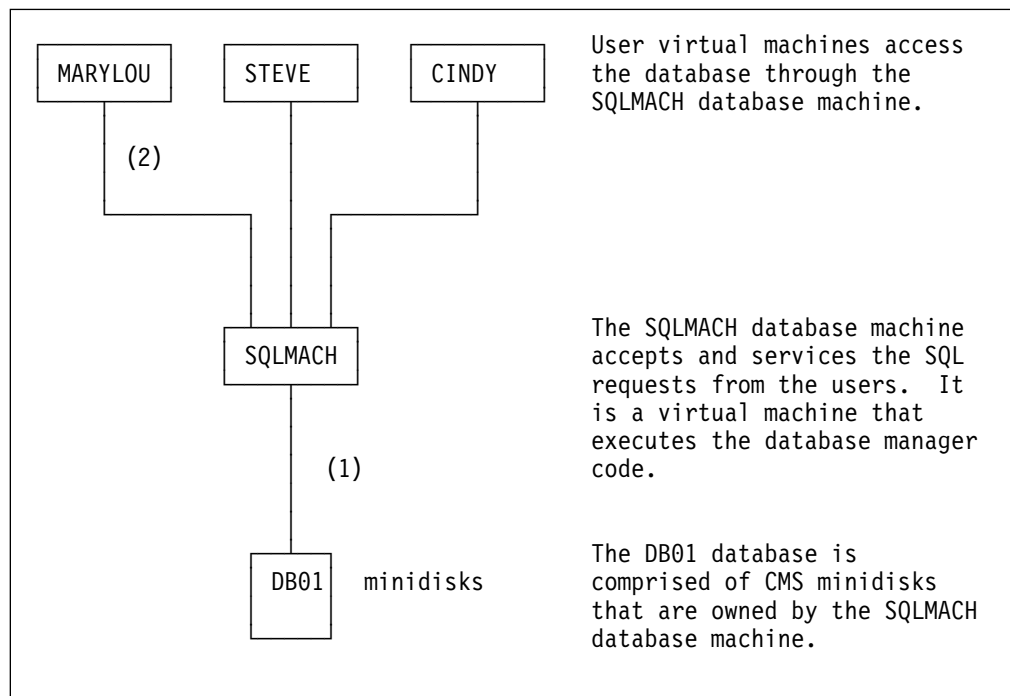 MARYLOU STEVE CINDY
User virtual machines access
the database through the
SQLMACH database machine.
(2)
SQLMACH
The SQLMACH database machine
accepts and services the SQL
requests from the users.  It
is a virtual machine that
executes the database manager
code.
(1)
DB01 minidisks
The DB01 database is
comprised of CMS minidisks
that are owned by the SQLMACH
database machine.